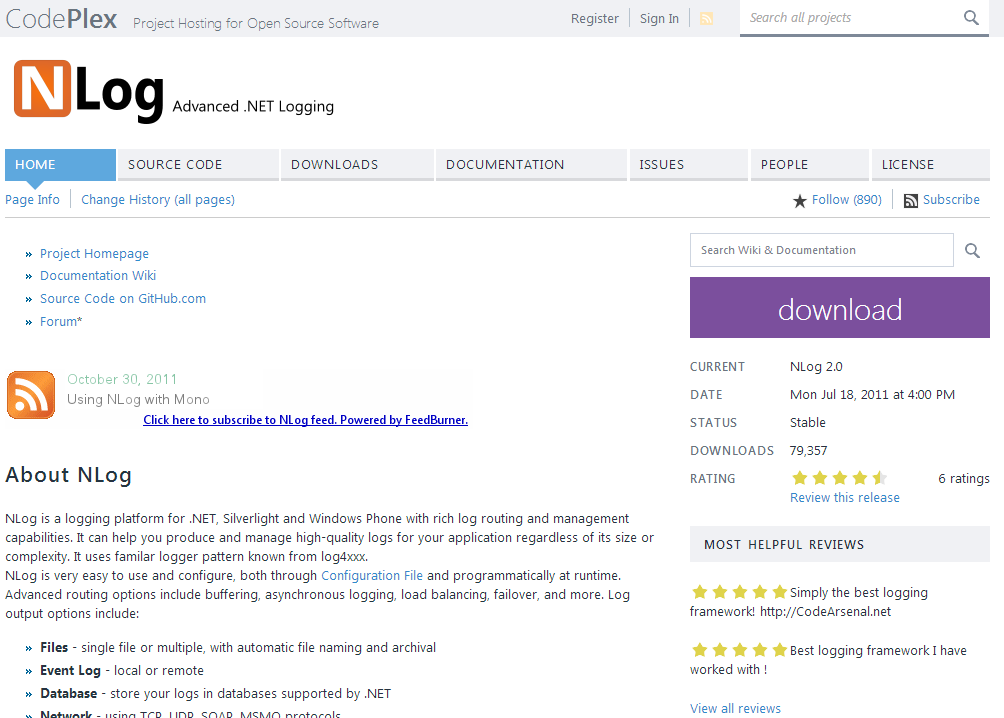 CodePlex Project Hosting for Open Source Software
Register Sign In Search all projects
NLog Advanced .NET Logging
HOME SOURCE CODE DOWNLOADS DOCUMENTATION ISSUES PEOPLE LICENSE
Page Info Change History (all pages) Follow (890) Subscribe
» Project Homepage
» Documentation Wiki
» Source Code on GitHub.com
» Forum*
October 30, 2011
Using NLog with Mono
Click here to subscribe to NLog feed. Powered by FeedBurner.
About NLog
NLog is a logging platform for .NET, Silverlight and Windows Phone with rich log routing and management
capabilities. It can help you produce and manage high-quality logs for your application regardless of its size or
complexity. It uses familar logger pattern known from log4xxx.
NLog is very easy to use and configure, both through Configuration File and programmatically at runtime.
Advanced routing options include buffering, asynchronous logging, load balancing, failover, and more. Log
output options include:
» Files - single file or multiple, with automatic file naming and archival
» Event Log - local or remote
» Database - store your logs in databases supported by .NET
» Network - using TCP, UDP, SOAP, MSMQ protocols
Search Wiki & Documentation
download
CURRENT NLog 2.0
DATE Mon Jul 18, 2011 at 4:00 PM
STATUS Stable
DOWNLOADS 79,357
RATING 6 ratings
Review this release
MOST HELPFUL REVIEWS
Simply the best logging
framework! http://CodeArsenal.net
Best logging framework I have
worked with !
View all reviews